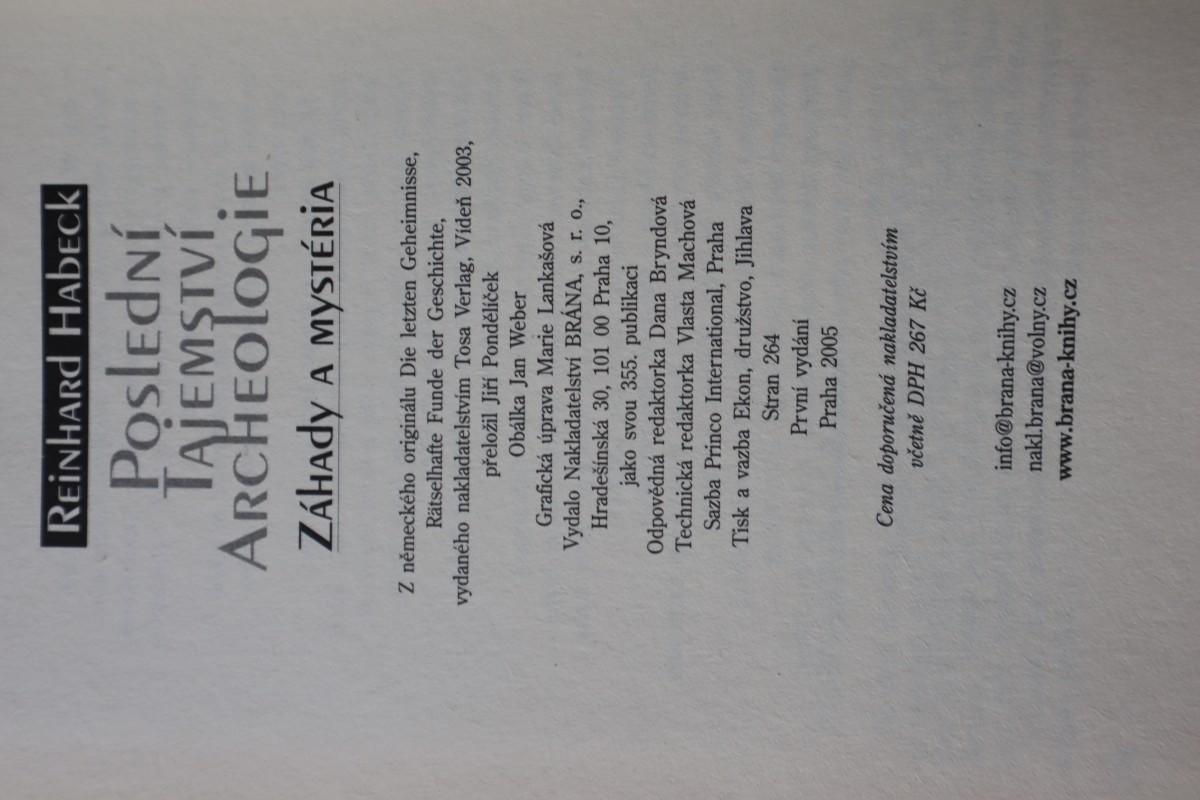 REINHARD HABECK
POSLEDNÍ
TAJEMSTVÍ
ARCHEOLOGIE
ZÁHADY A MYSTÉRIA
Z německého originálu Die letzten Geheimnisse,
Rätselhafte Funde der Geschichte,
vydaného nakladatelstvím Tosa Verlag, Vídeň 2003,
přeložil Jiří Pondělíček
Obálka Jan Weber
Grafická úprava Marie Lankašová
Vydalo Nakladatelství BRÁNA, s. r. o.,
Hradešínská 30, 101 00 Praha 10,
jako svou 355. publikaci
Odpovědná redaktorka Dana Bryndová
Technická redaktorka Vlasta Machová
Sazba Princo International, Praha
Tisk a vazba Ekon, družstvo, Jihlava
Stran 264
První vydání
Praha 2005
Cena doporučená nakladatelstvím
včetně DPH 267 Kč
info@brana-knihy.cz
nakl.brana@volny.cz
www.brana-knihy.cz